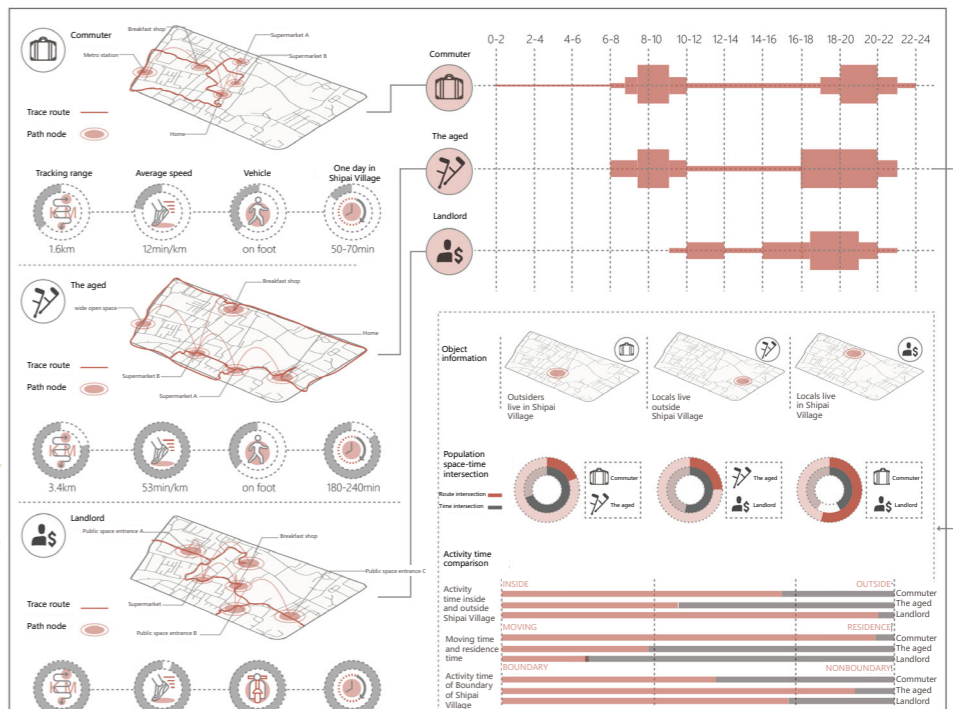 Commuter
Breakfast shop
Supermarket A
Metro station
Supermarket B
Trace route
Path node
Home
Tracking range
Average speed
Vehicle
One day in
Shipai Village
KM
1.6km
12min/km
on foot
50-70min
The aged
Breakfast shop
wide open space
Home
Trace route
Supermarket B
Path node
Supermarket A
KM
3.4km
53min/km
on foot
180-240min
Landlord
Public space entrance A
Breakfast shop
Public space entrance C
Trace route
Supermarket
Path node
Public space entrance B
KM
0-2
2-4
4-6
6-8
8-10
10-12
12-14
14-16
16-18
18-20
20-22
22-24
Commuter
The aged
Landlord
Object
information
Outsiders
live in Shipai
Village
Locals live
outside
Shipai Village
Locals live
in Shipai
Village
Population
space-time
intersection
Route intersection
Time intersection
Commuter
The aged
The aged
Landlord
Commuter
Landlord
Activity time
comparison
Activity
time inside
and outside
Shipai Village
INSIDE
OUTSIDE
Commuter
The aged
Landlord
Moving time
and residence
time
MOVING
RESIDENCE
Commuter
The aged
Landlord
Activity time
of Boundary
of Shipai
Village
BOUNDARY
NONBOUNDARY
Commuter
The aged
Landlord